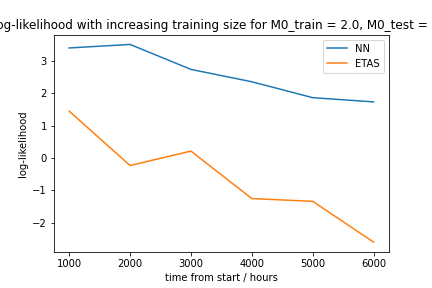 og-likelihood with increasing training size for M0_train = 2.0, M0_test =
NN
ETAS
log-likelihood
3
2
1
0
−1
−2
1000 2000 3000 4000 5000 6000
time from start / hours